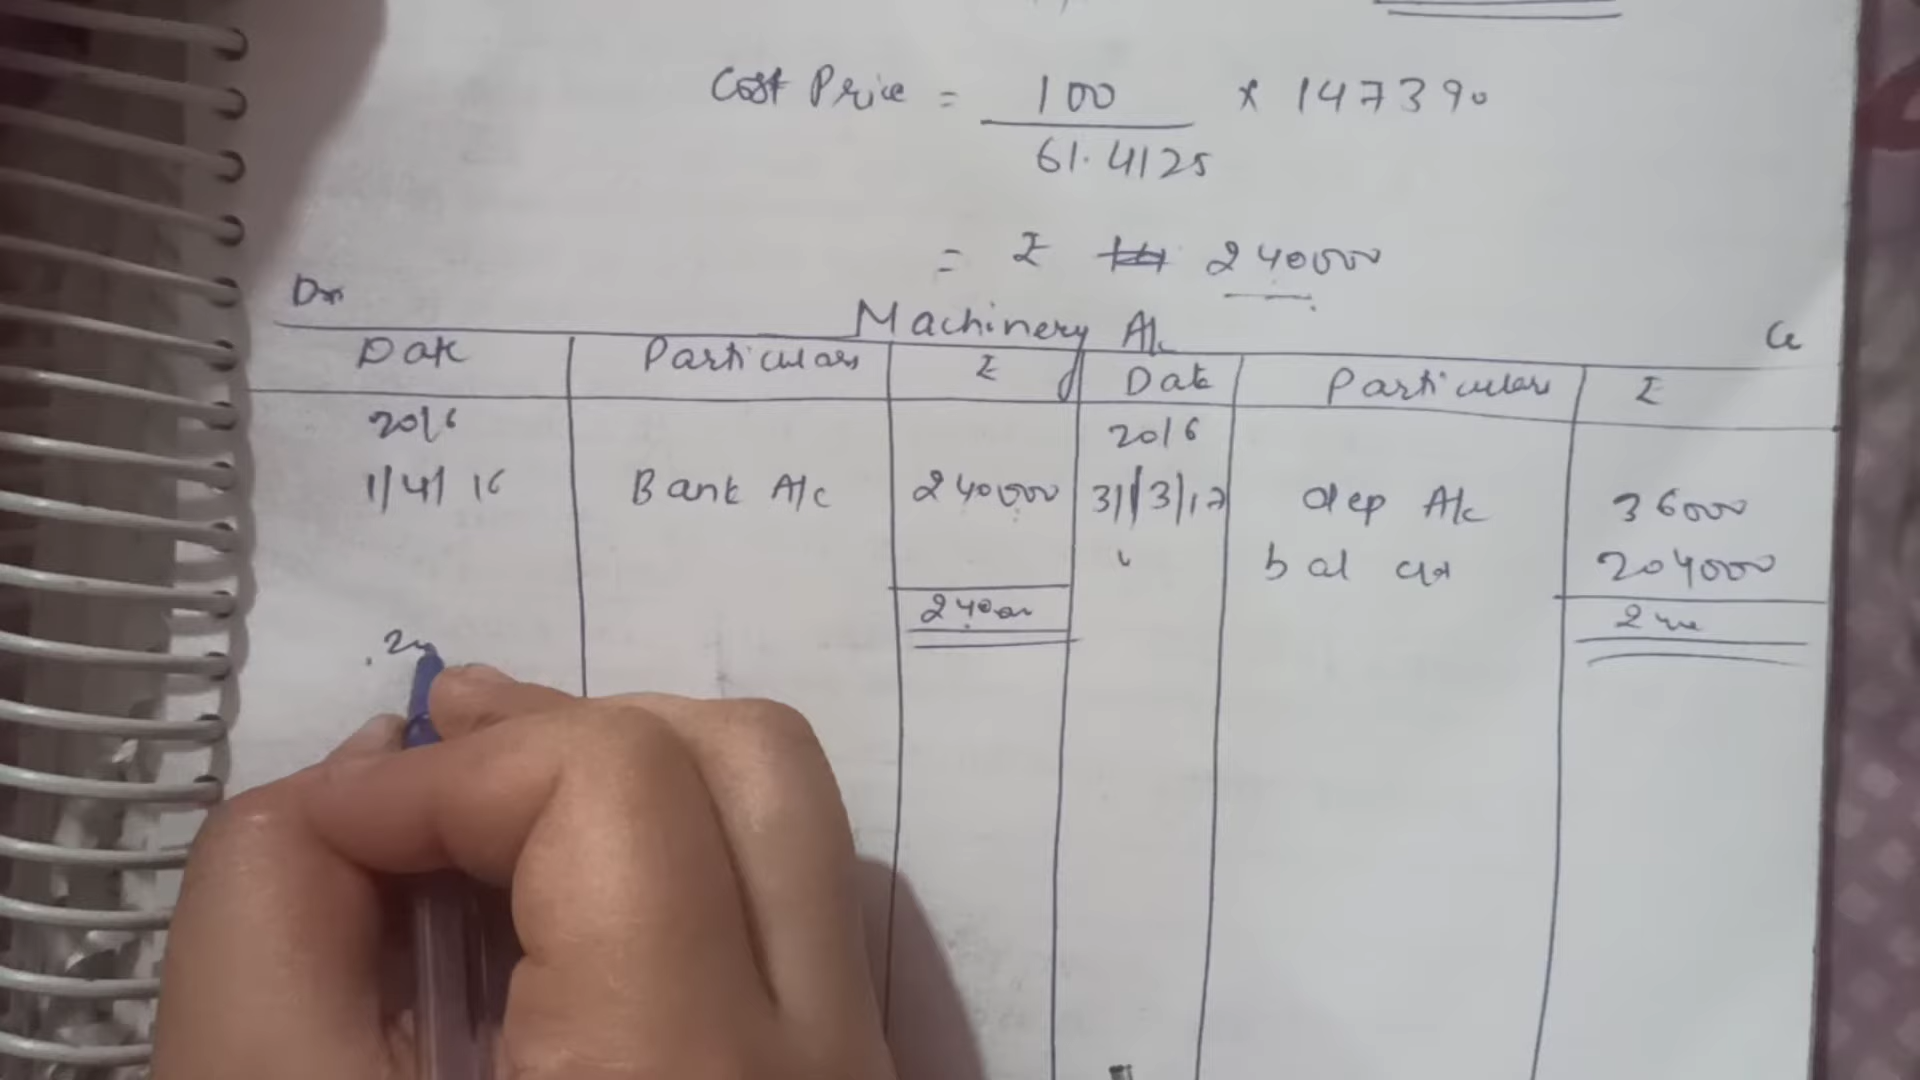 Cost Price = 100 / 61.4125 × 147390
= ₹ 240000
Dr Machinery A/c Cr
Date Particulars ₹ Date Particulars ₹
2016 2016
1/4/16 Bank A/c 240000 31/3/17 dep A/c 36000
" bal c/d 204000
24000